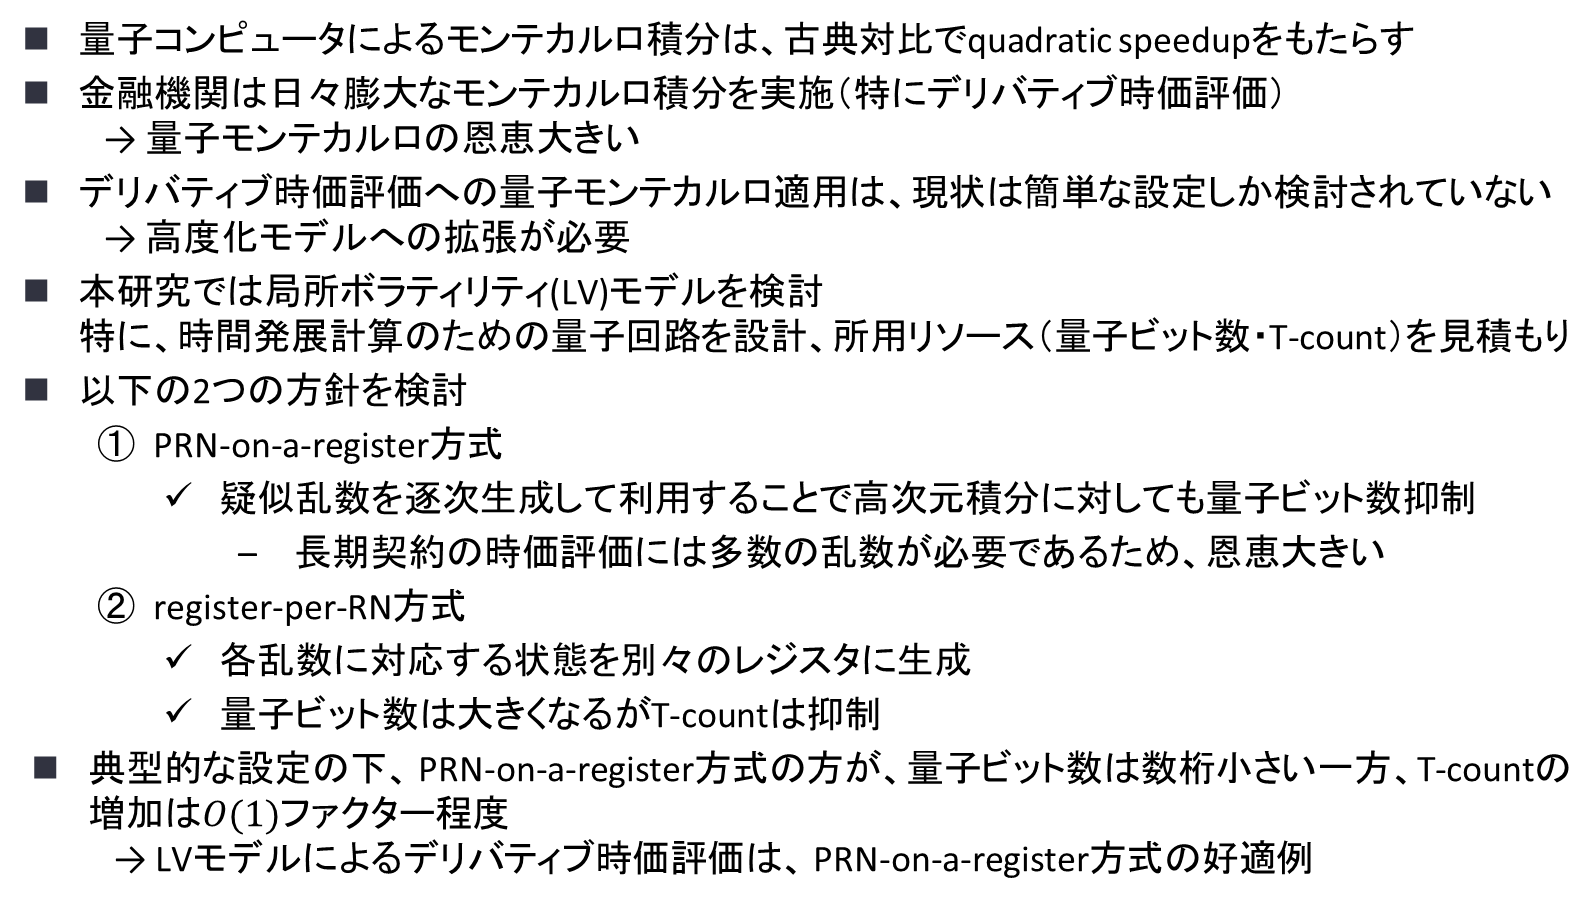 ■ 量子コンピュータによるモンテカルロ積分は、古典対比でquadratic speedupをもたらす
■ 金融機関は日々膨大なモンテカルロ積分を実施（特にデリバティブ時価評価）
→ 量子モンテカルロの恩恵大きい
■ デリバティブ時価評価への量子モンテカルロ適用は、現状は簡単な設定しか検討されていない
→ 高度化モデルへの拡張が必要
■ 本研究では局所ボラティリティ(LV)モデルを検討
特に、時間発展計算のための量子回路を設計、所用リソース（量子ビット数・T-count）を見積もり
■ 以下の2つの方針を検討
① PRN-on-a-register方式
✓ 疑似乱数を逐次生成して利用することで高次元積分に対しても量子ビット数抑制
– 長期契約の時価評価には多数の乱数が必要であるため、恩恵大きい
② register-per-RN方式
✓ 各乱数に対応する状態を別々のレジスタに生成
✓ 量子ビット数は大きくなるがT-countは抑制
■ 典型的な設定の下、PRN-on-a-register方式の方が、量子ビット数は数桁小さい一方、T-countの
増加はO(1)ファクター程度
→ LVモデルによるデリバティブ時価評価は、PRN-on-a-register方式の好適例